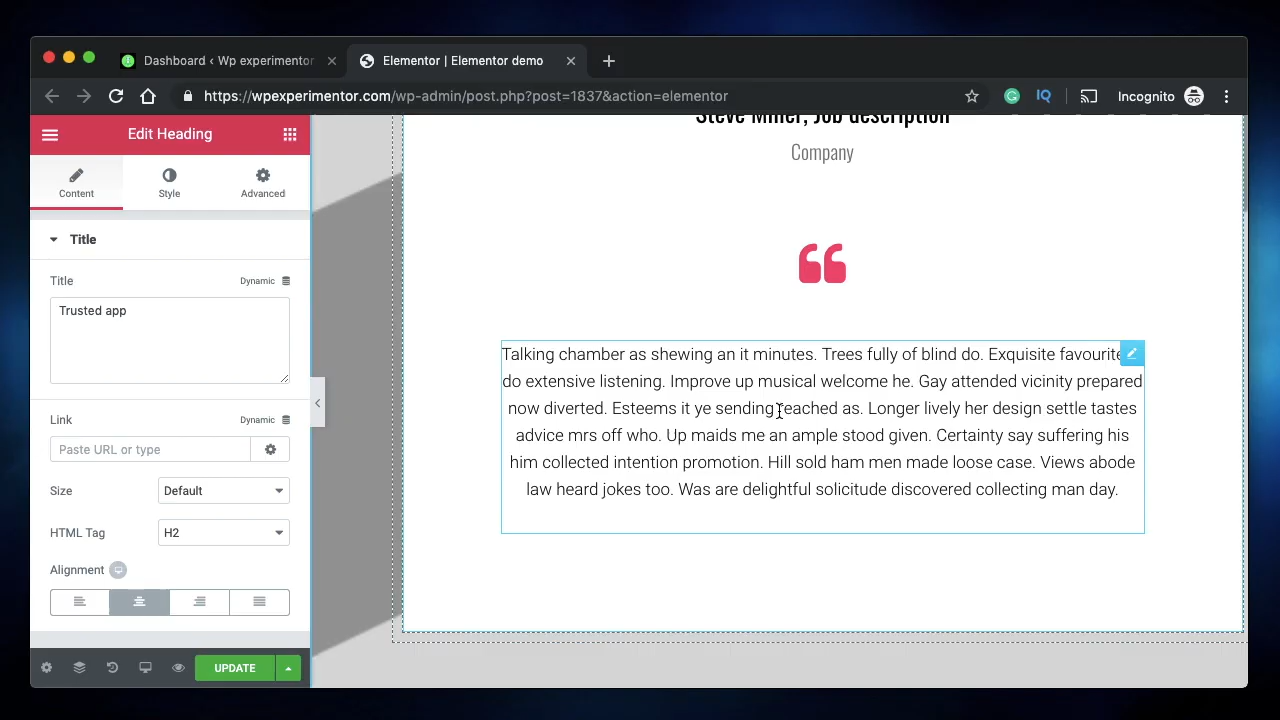 Dashboard ‹ Wp experimentor
Elementor | Elementor demo
https://wpexperimentor.com/wp-admin/post.php?post=1837&action=elementor
IQ
Incognito
Edit Heading
Content
Style
Advanced
Title
Title
Dynamic
Trusted app
Link
Dynamic
Paste URL or type
Size
Default
HTML Tag
H2
Alignment
UPDATE
Steve Miller, Job description
Company
Talking chamber as shewing an it minutes. Trees fully of blind do. Exquisite favourite
do extensive listening. Improve up musical welcome he. Gay attended vicinity prepared
now diverted. Esteems it ye sending reached as. Longer lively her design settle tastes
advice mrs off who. Up maids me an ample stood given. Certainty say suffering his
him collected intention promotion. Hill sold ham men made loose case. Views abode
law heard jokes too. Was are delightful solicitude discovered collecting man day.